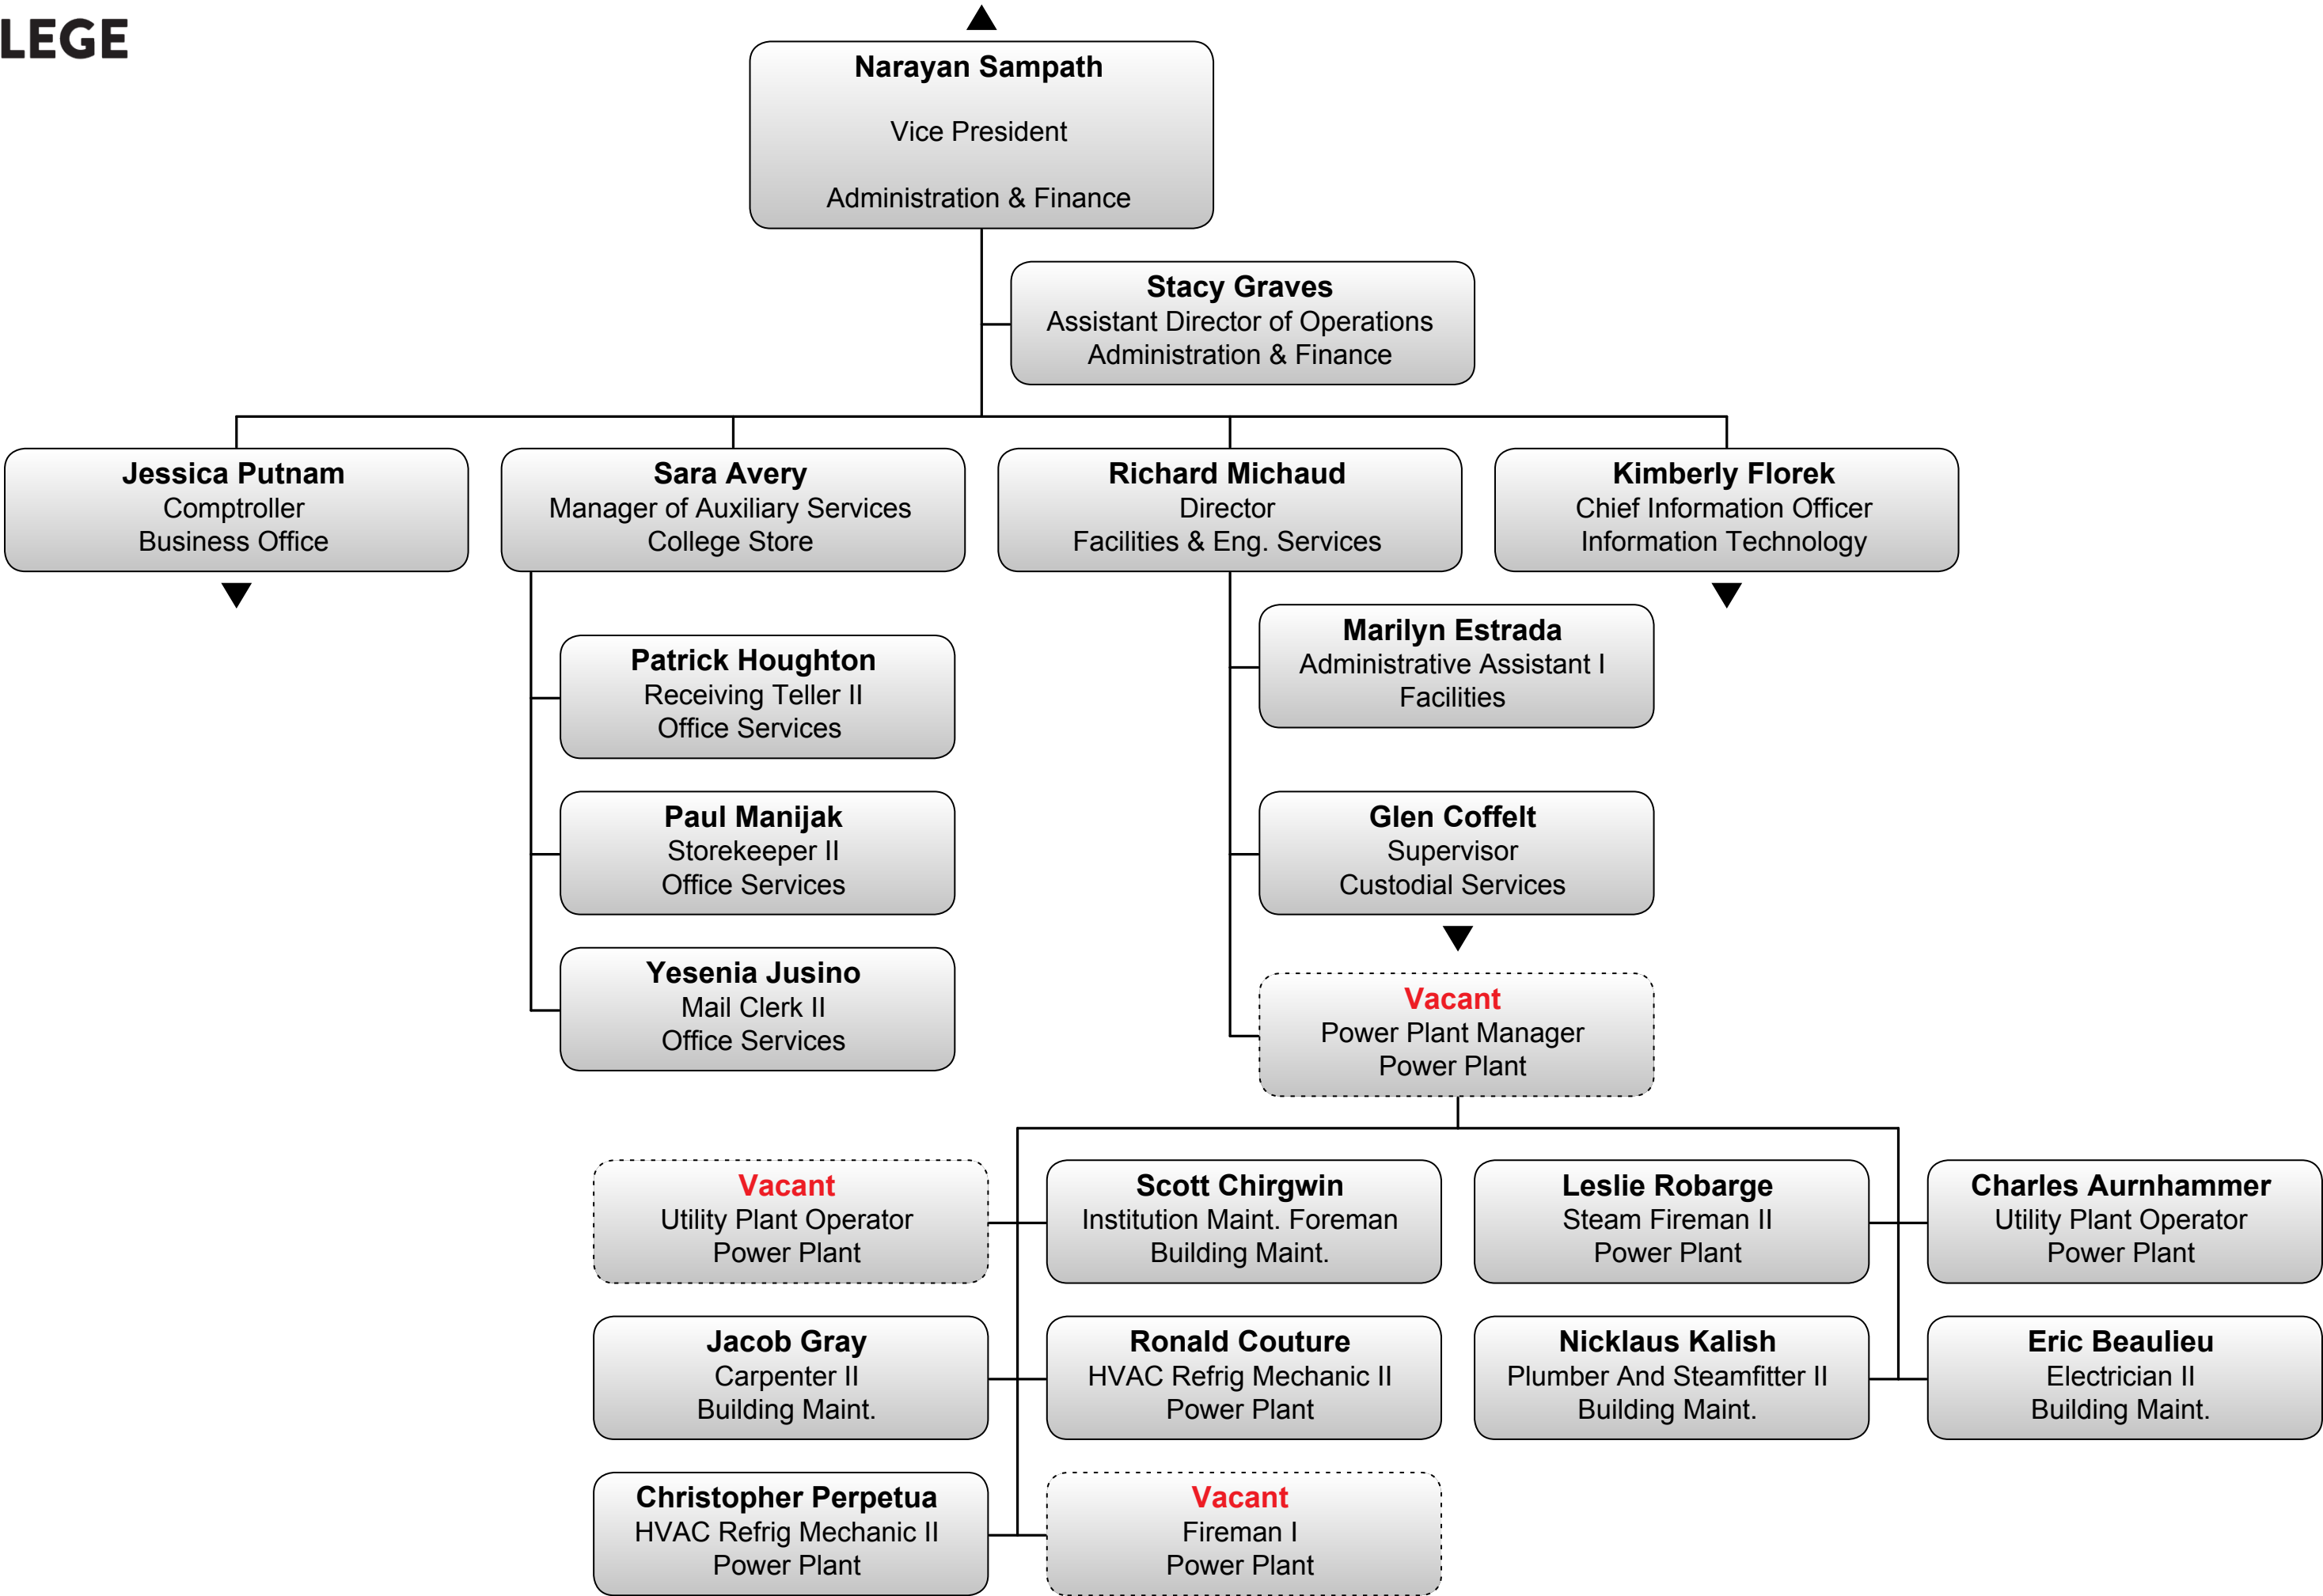 LEGE
Narayan Sampath
Vice President
Administration & Finance
Stacy Graves
Assistant Director of Operations
Administration & Finance
Jessica Putnam
Comptroller
Business Office
Sara Avery
Manager of Auxiliary Services
College Store
Richard Michaud
Director
Facilities & Eng. Services
Kimberly Florek
Chief Information Officer
Information Technology
Patrick Houghton
Receiving Teller II
Office Services
Paul Manijak
Storekeeper II
Office Services
Yesenia Jusino
Mail Clerk II
Office Services
Marilyn Estrada
Administrative Assistant I
Facilities
Glen Coffelt
Supervisor
Custodial Services
Vacant
Power Plant Manager
Power Plant
Vacant
Utility Plant Operator
Power Plant
Scott Chirgwin
Institution Maint. Foreman
Building Maint.
Leslie Robarge
Steam Fireman II
Power Plant
Charles Aurnhammer
Utility Plant Operator
Power Plant
Jacob Gray
Carpenter II
Building Maint.
Ronald Couture
HVAC Refrig Mechanic II
Power Plant
Nicklaus Kalish
Plumber And Steamfitter II
Building Maint.
Eric Beaulieu
Electrician II
Building Maint.
Christopher Perpetua
HVAC Refrig Mechanic II
Power Plant
Vacant
Fireman I
Power Plant